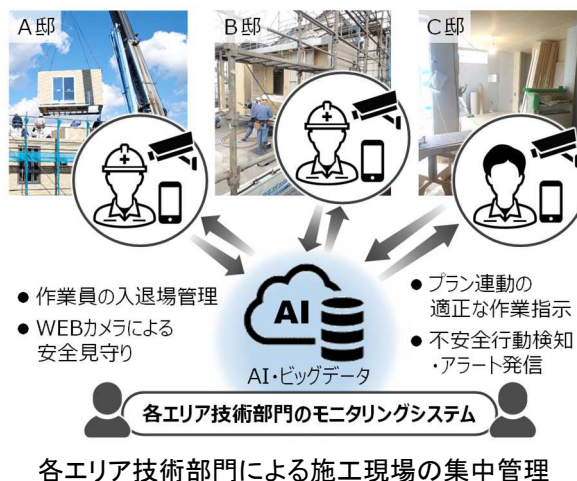 A邸
B邸
C邸
● 作業員の入退場管理
● WEBカメラによる
安全見守り
AI
AI・ビッグデータ
● プラン連動の
適正な作業指示
● 不安全行動検知
・アラート発信
各エリア技術部門のモニタリングシステム
各エリア技術部門による施工現場の集中管理